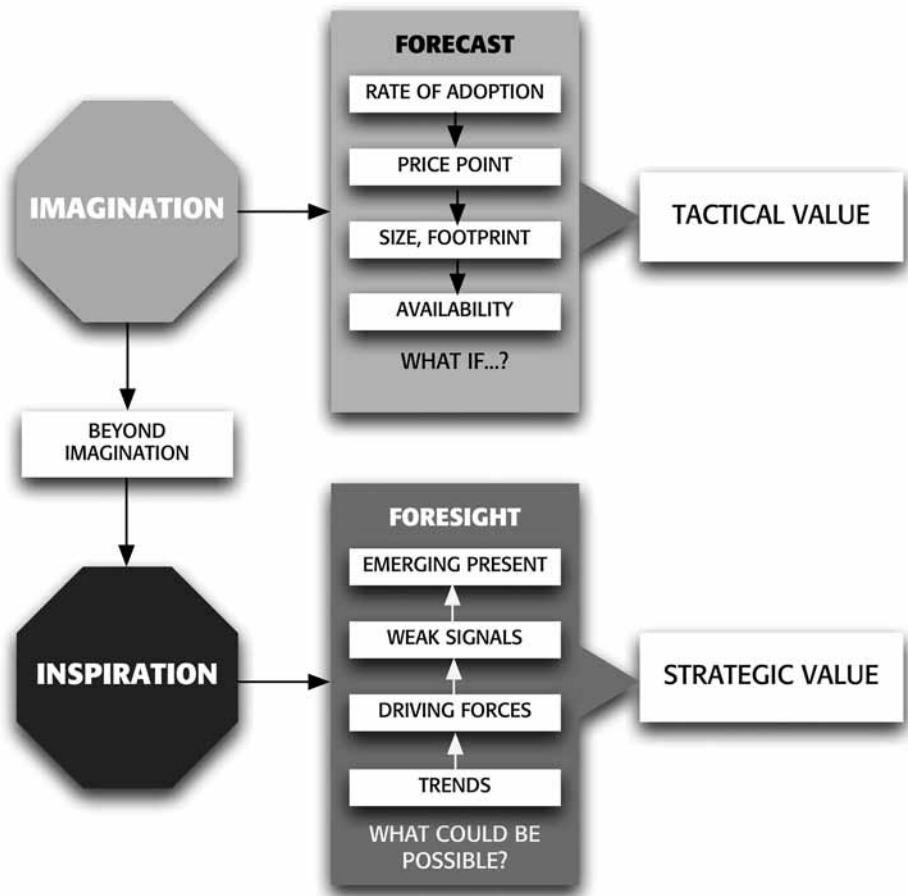 FORECAST
RATE OF ADOPTION
PRICE POINT
SIZE, FOOTPRINT
AVAILABILITY
WHAT IF...?
IMAGINATION
TACTICAL VALUE
BEYOND
IMAGINATION
FORESIGHT
EMERGING PRESENT
WEAK SIGNALS
DRIVING FORCES
TRENDS
WHAT COULD BE
POSSIBLE?
INSPIRATION
STRATEGIC VALUE